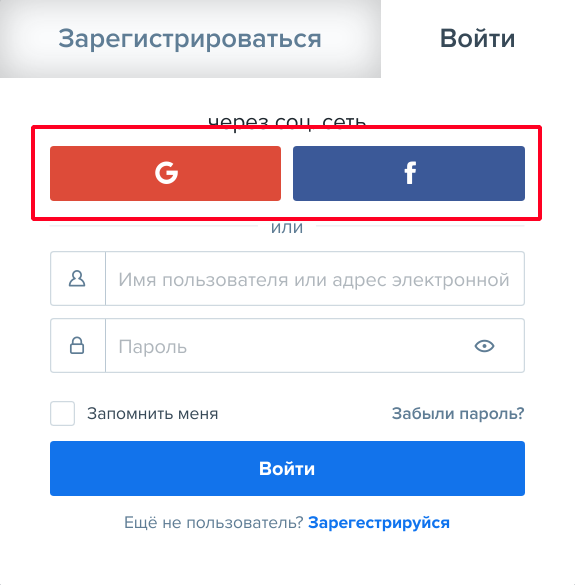 Зарегистрироваться
Войти
через соц. сеть
G f
или
Имя пользователя или адрес электронной
Пароль
Запомнить меня
Забыли пароль?
Войти
Ещё не пользователь? Зарегестрируйся